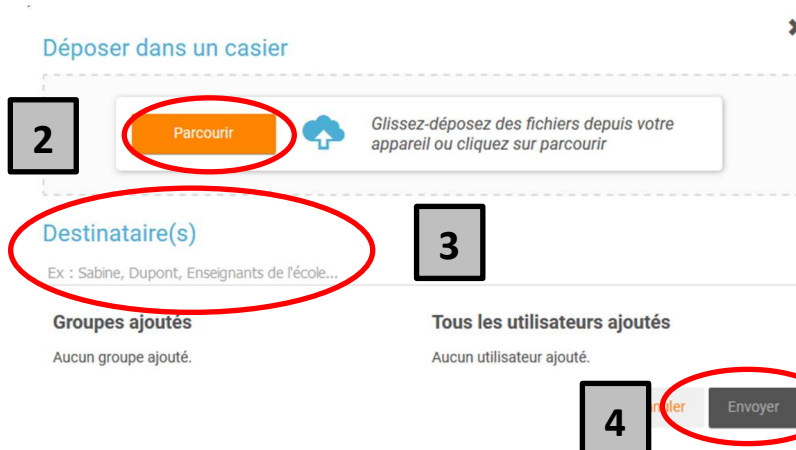 Déposer dans un casier
2
Parcourir
Glissez-déposez des fichiers depuis votre
appareil ou cliquez sur parcourir
Destinataire(s)
3
Ex : Sabine, Dupont, Enseignants de l'école...
Groupes ajoutés
Tous les utilisateurs ajoutés
Aucun groupe ajouté.
Aucun utilisateur ajouté.
4
Envoyer